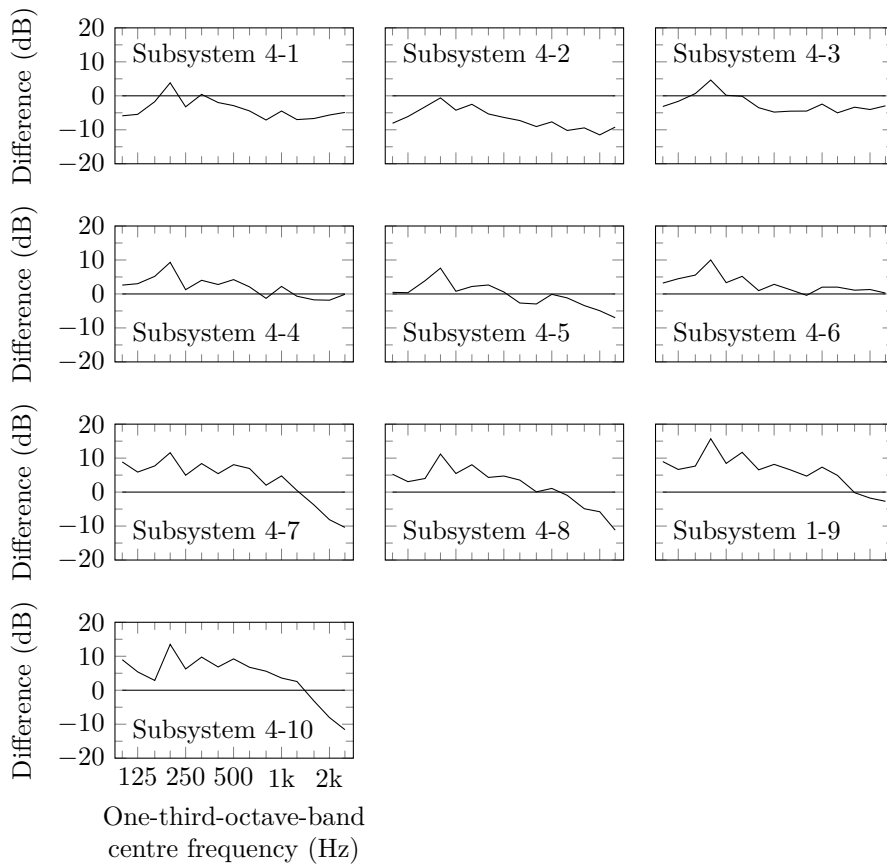 Difference (dB)
20
10
0
−10
−20
Subsystem 4-1
Subsystem 4-2
Subsystem 4-3
Difference (dB)
20
10
0
−10
−20
Subsystem 4-4
Subsystem 4-5
Subsystem 4-6
Difference (dB)
20
10
0
−10
−20
Subsystem 4-7
Subsystem 4-8
Subsystem 1-9
Difference (dB)
20
10
0
−10
−20
Subsystem 4-10
125 250 500 1k 2k
One-third-octave-band
centre frequency (Hz)